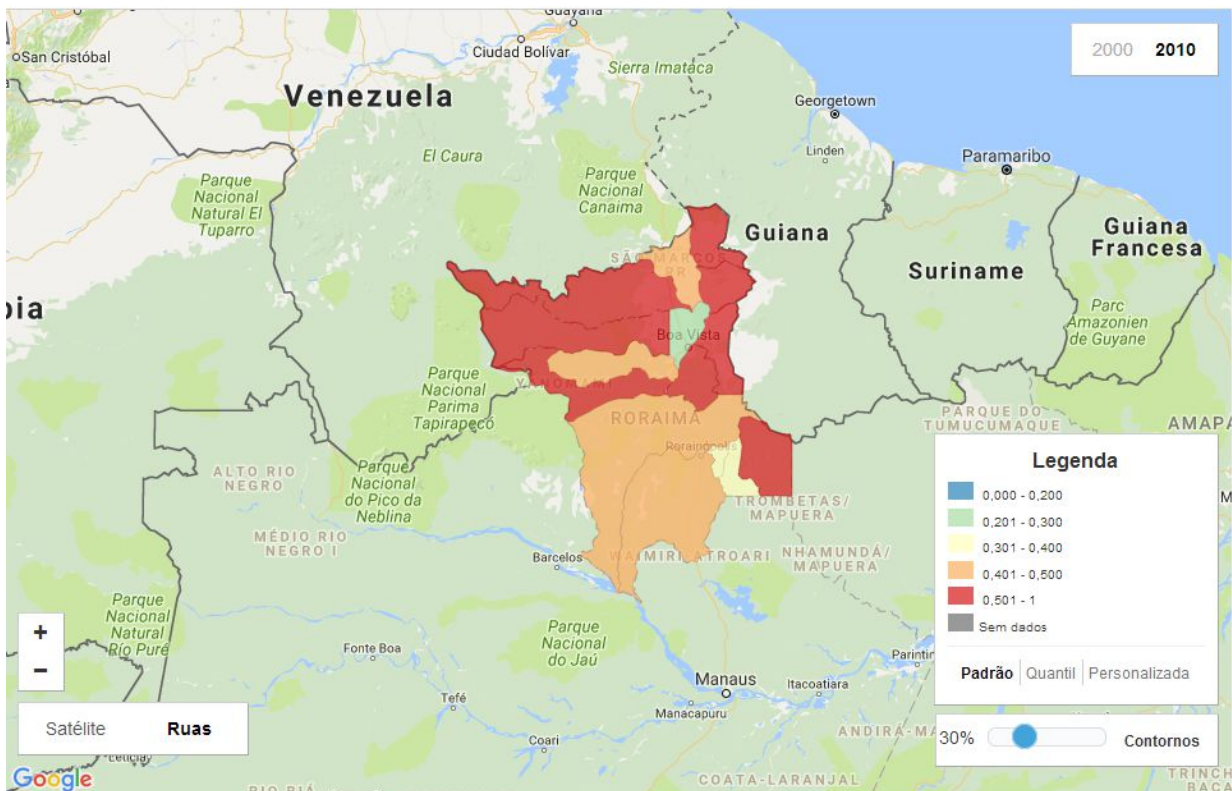 Guayana
San Cristóbal
Ciudad Bolívar
Sierra Imataca
2000 2010
Venezuela
Georgetown
El Caura
Linden
Paramaribo
Parque
Nacional
Natural El
Tuparro
Parque
Nacional
Canaima
Guiana
Guiana
Francesa
SÃO MARCOS
RR
Suriname
bia
Parc
Amazonien
de Guyane
Boa Vista
Parque
Nacional
Parima
Tapirapecó
YANOMAMI
RORAIMA
PARQUE DO
TUMUCUMAQUE
AMAPÁ
Rorainópolis
ALTO RIO
NEGRO
Parque
Nacional
do Pico da
Neblina
TROMBETAS/
MAPUERA
Legenda
0,000 - 0,200
0,201 - 0,300
0,301 - 0,400
0,401 - 0,500
0,501 - 1
Sem dados
Padrão Quantil Personalizada
MÉDIO RIO
NEGRO I
Barcelos
WAIMIRI-ATROARI
NHAMUNDÁ/
MAPUERA
Parque
Nacional
Natural
Río Puré
+
−
Parque
Nacional
do Jaú
Fonte Boa
Parintin
Manaus
Itacoatiara
Tefé
Manacapuru
Satélite Ruas
Coari
ANDIRÁ-MA
30% Contornos
Leticia
Google
COATA-LARANJAL
TRINCH
BACA